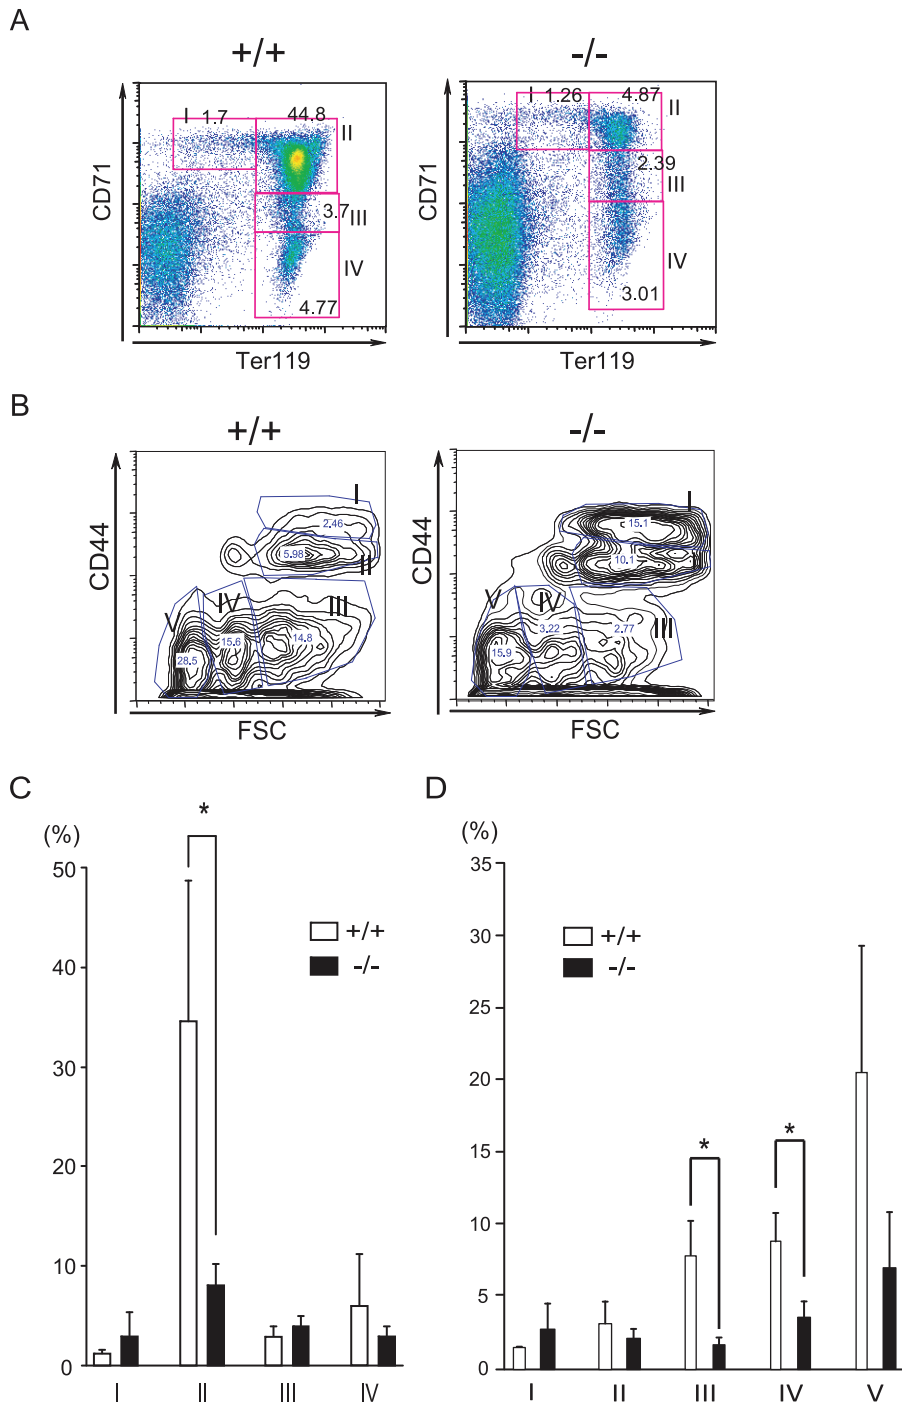 A
+/+
-/-
I 1.7
44.8
II
3.7
III
IV
4.77
CD71
Ter119
I 1.26
4.87
II
2.39
III
IV
3.01
CD71
Ter119
B
+/+
-/-
CD44
I
2.46
5.98
II
III
IV
V
14.8
15.6
28.5
FSC
CD44
I
15.1
10.1
II
V
IV
III
3.22
2.77
15.9
FSC
C
*
(%)
50
40
30
20
10
0
+/+
-/-
I II III IV
D
(%)
35
30
25
20
15
10
5
0
+/+
-/-
*
*
I II III IV V